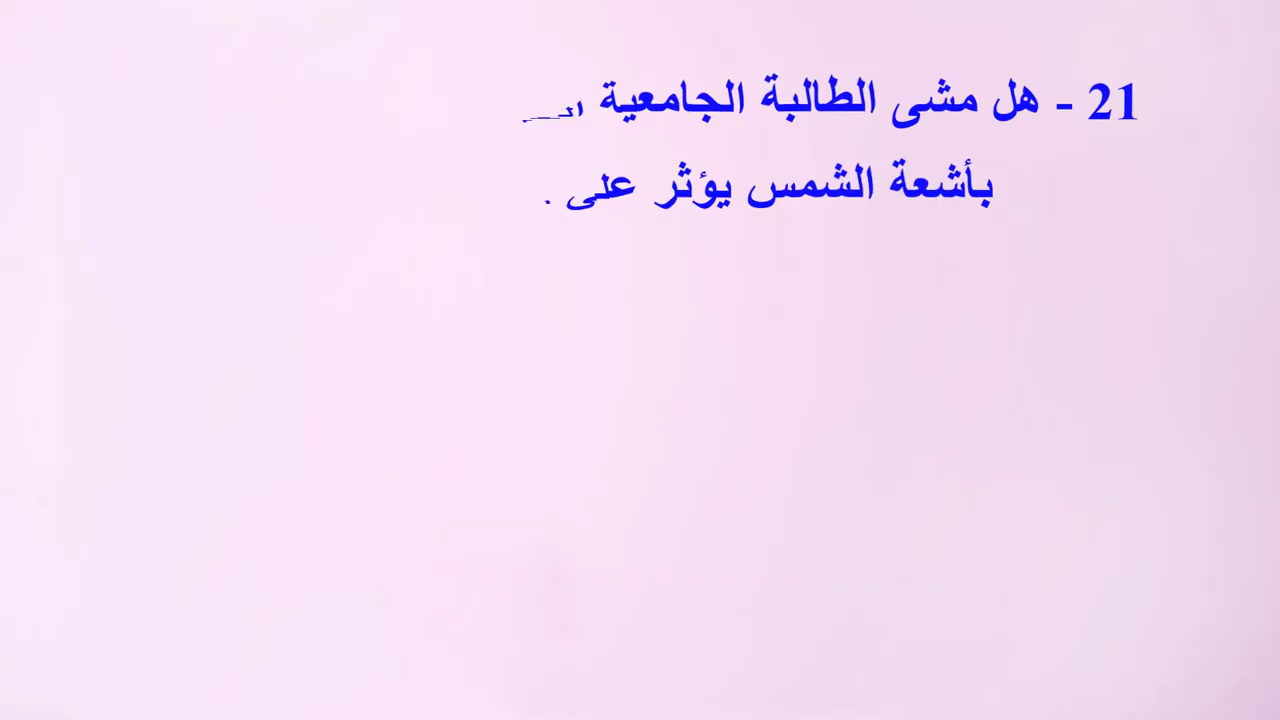 21 - هل مشى الطالبة الجامعية
بأشعة الشمس يؤثر على